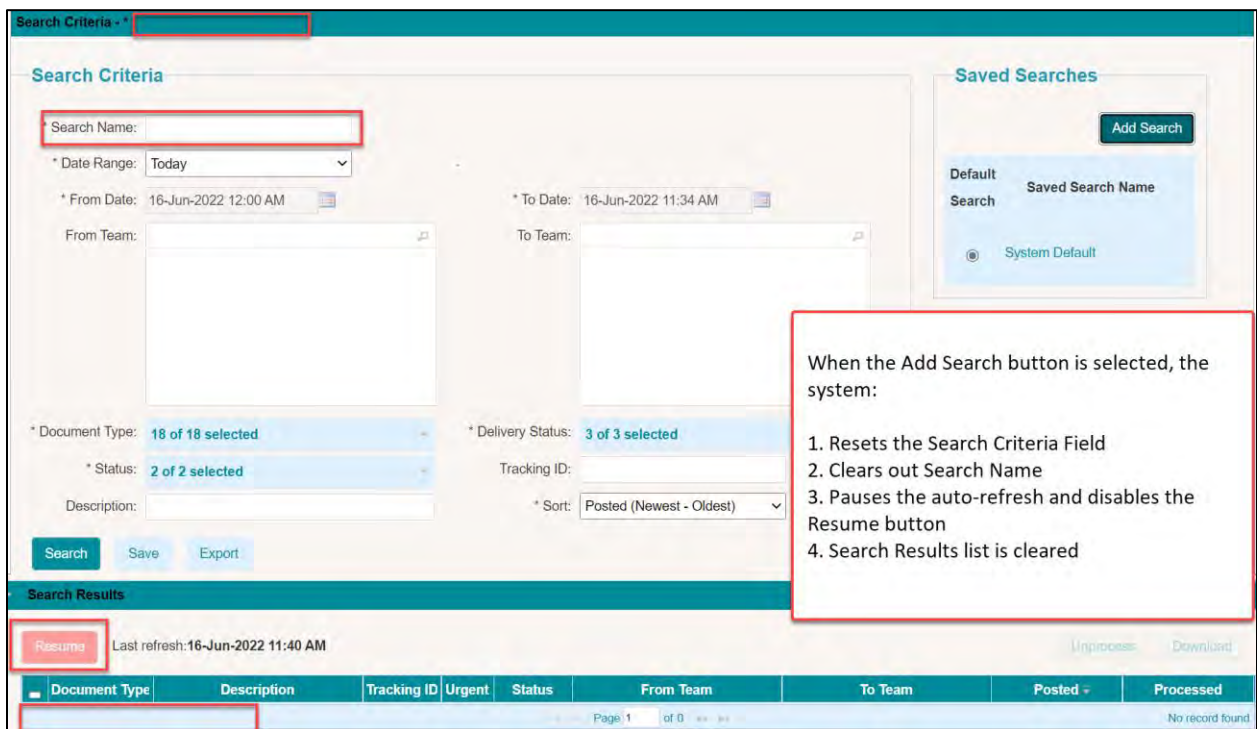 Search Criteria - *
Search Criteria
Saved Searches
* Search Name:
Add Search
* Date Range: Today
Default Search
Saved Search Name
* From Date: 16-Jun-2022 12:00 AM
* To Date: 16-Jun-2022 11:34 AM
From Team:
To Team:
System Default
When the Add Search button is selected, the
system:
1. Resets the Search Criteria Field
2. Clears out Search Name
3. Pauses the auto-refresh and disables the
Resume button
4. Search Results list is cleared
* Document Type: 18 of 18 selected
* Delivery Status: 3 of 3 selected
* Status: 2 of 2 selected
Tracking ID:
Description:
* Sort: Posted (Newest - Oldest)
Search Save Export
Search Results
Resume Last refresh:16-Jun-2022 11:40 AM
Unprocess Download
Document Type Description Tracking ID Urgent Status From Team To Team Posted Processed
Page 1 of 0
No record found